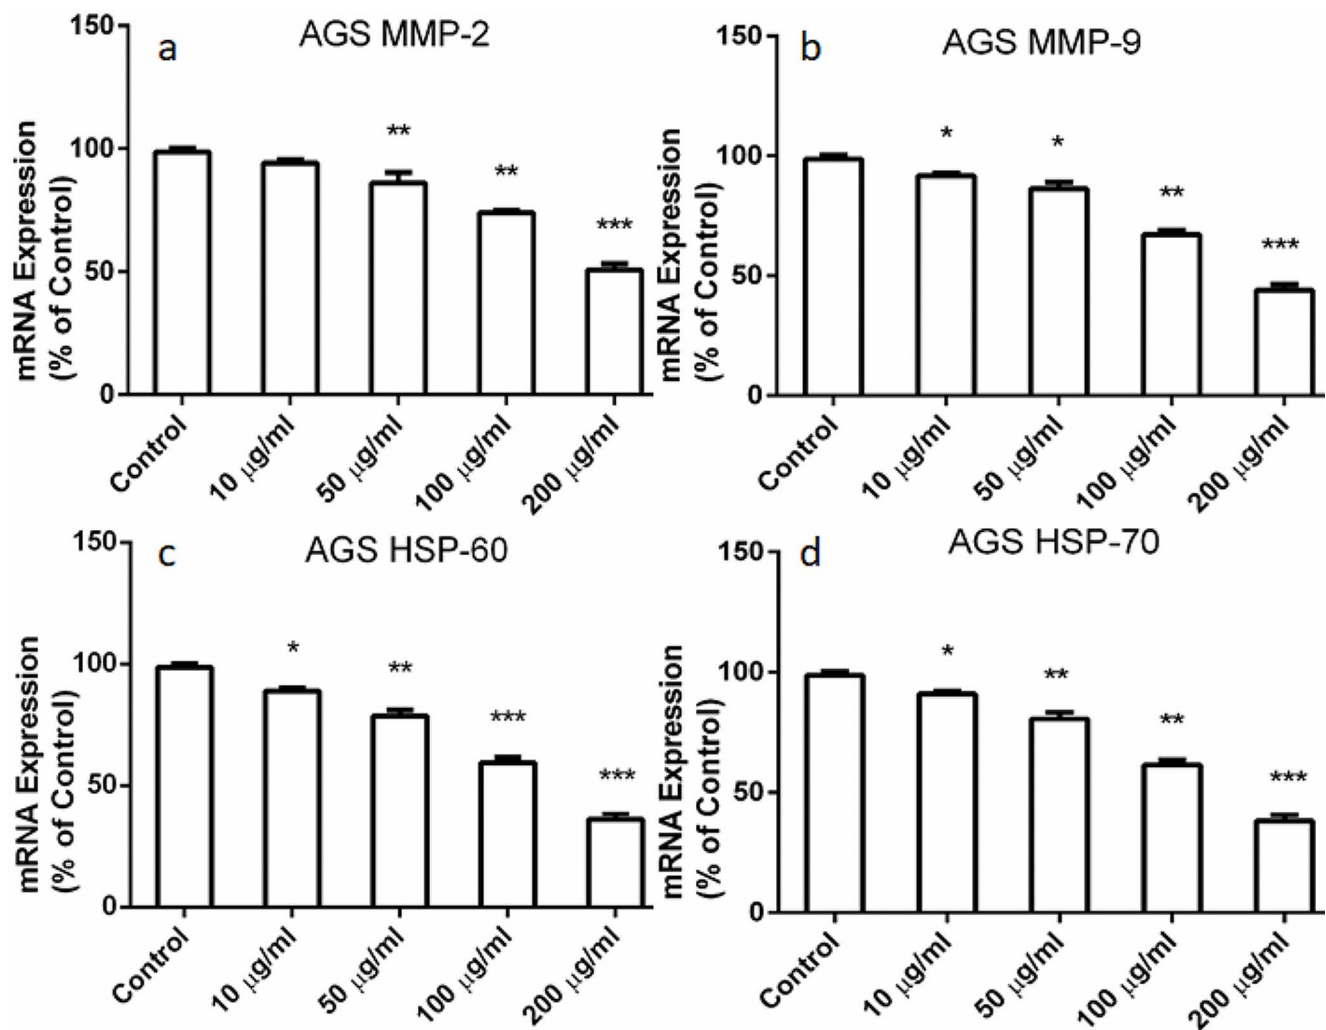 a
AGS MMP-2
mRNA Expression
(% of Control)
150
100
50
0
**
**
***
Control
10 μg/ml
50 μg/ml
100 μg/ml
200 μg/ml
b
AGS MMP-9
mRNA Expression
(% of Control)
150
100
50
0
*
*
**
***
Control
10 μg/ml
50 μg/ml
100 μg/ml
200 μg/ml
c
AGS HSP-60
mRNA Expression
(% of Control)
150
100
50
0
*
**
***
***
Control
10 μg/ml
50 μg/ml
100 μg/ml
200 μg/ml
d
AGS HSP-70
mRNA Expression
(% of Control)
150
100
50
0
*
**
**
***
Control
10 μg/ml
50 μg/ml
100 μg/ml
200 μg/ml